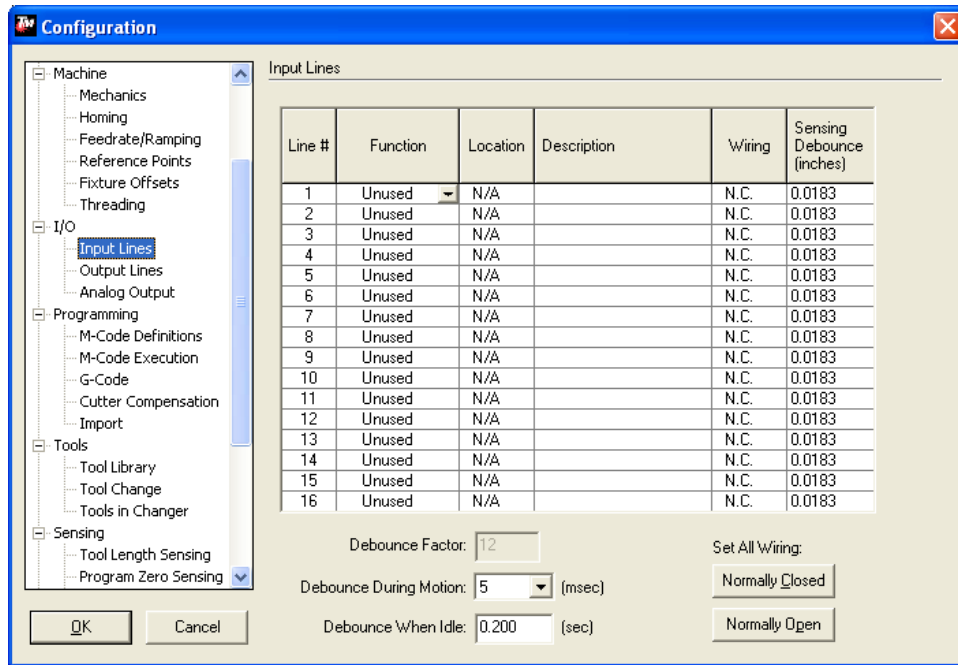 Configuration
Machine
Mechanics
Homing
Feedrate/Ramping
Reference Points
Fixture Offsets
Threading
I/O
Input Lines
Output Lines
Analog Output
Programming
M-Code Definitions
M-Code Execution
G-Code
Cutter Compensation
Import
Tools
Tool Library
Tool Change
Tools in Changer
Sensing
Tool Length Sensing
Program Zero Sensing
OK Cancel
Input Lines
Line # Function Location Description Wiring Sensing Debounce (inches)
1 Unused N/A N.C. 0.0183
2 Unused N/A N.C. 0.0183
3 Unused N/A N.C. 0.0183
4 Unused N/A N.C. 0.0183
5 Unused N/A N.C. 0.0183
6 Unused N/A N.C. 0.0183
7 Unused N/A N.C. 0.0183
8 Unused N/A N.C. 0.0183
9 Unused N/A N.C. 0.0183
10 Unused N/A N.C. 0.0183
11 Unused N/A N.C. 0.0183
12 Unused N/A N.C. 0.0183
13 Unused N/A N.C. 0.0183
14 Unused N/A N.C. 0.0183
15 Unused N/A N.C. 0.0183
16 Unused N/A N.C. 0.0183
Debounce Factor: 12
Debounce During Motion: 5 (msec)
Debounce When Idle: 0.200 (sec)
Set All Wiring:
Normally Closed
Normally Open